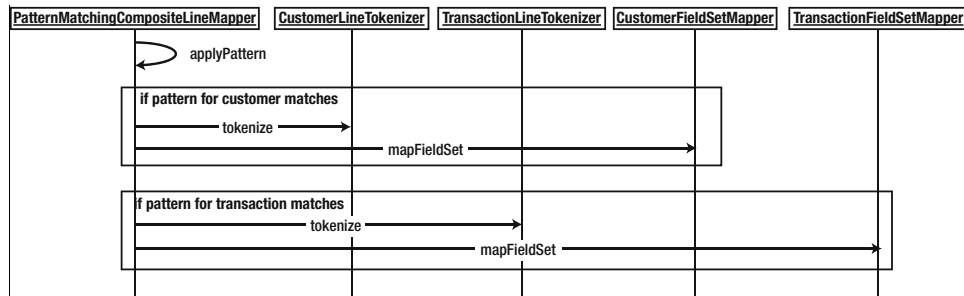 PatternMatchingCompositeLineMapper CustomerLineTokenizer TransactionLineTokenizer CustomerFieldSetMapper TransactionFieldSetMapper
applyPattern
if pattern for customer matches
tokenize
mapFieldSet
if pattern for transaction matches
tokenize
mapFieldSet